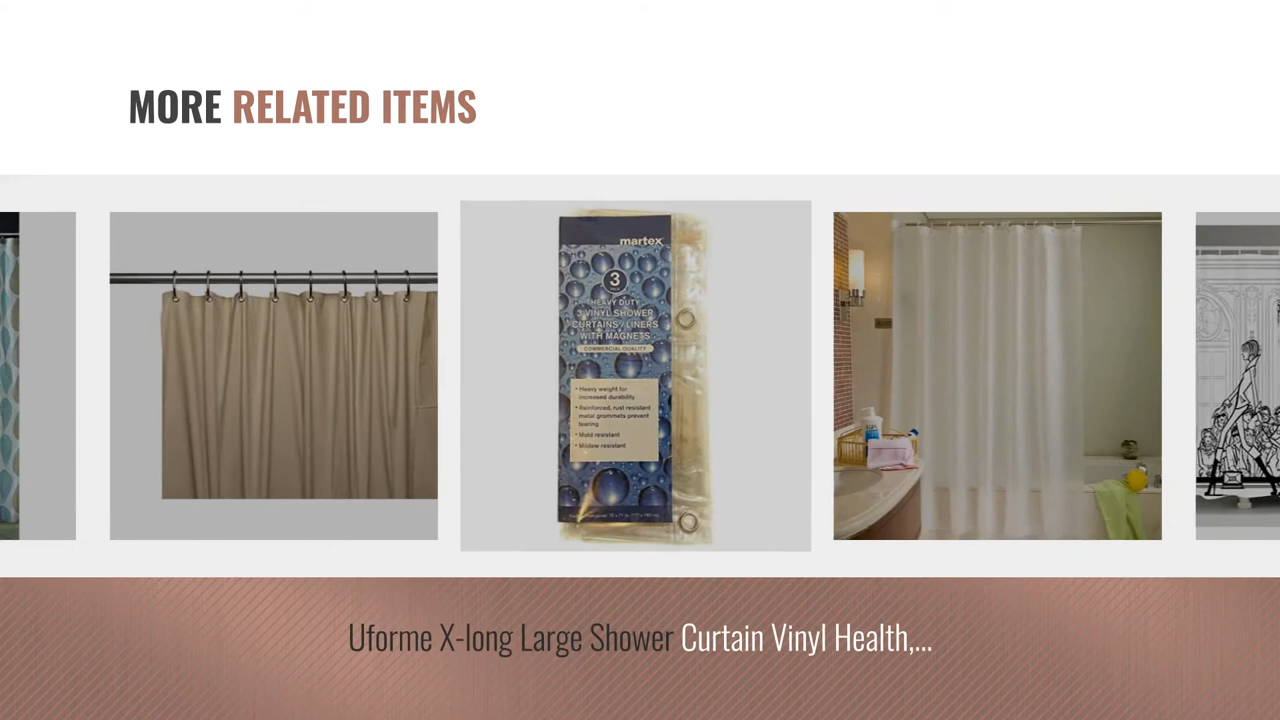 MORE RELATED ITEMS
martex
3
HEAVY DUTY
3 VINYL SHOWER
CURTAINS / LINERS
WITH MAGNETS
COMMERCIAL QUALITY
• Heavy weight for
increased durability
• Reinforced, rust resistant
metal grommets prevent
tearing
• Mold resistant
• Mildew resistant
Uforme X-long Large Shower Curtain Vinyl Health,...